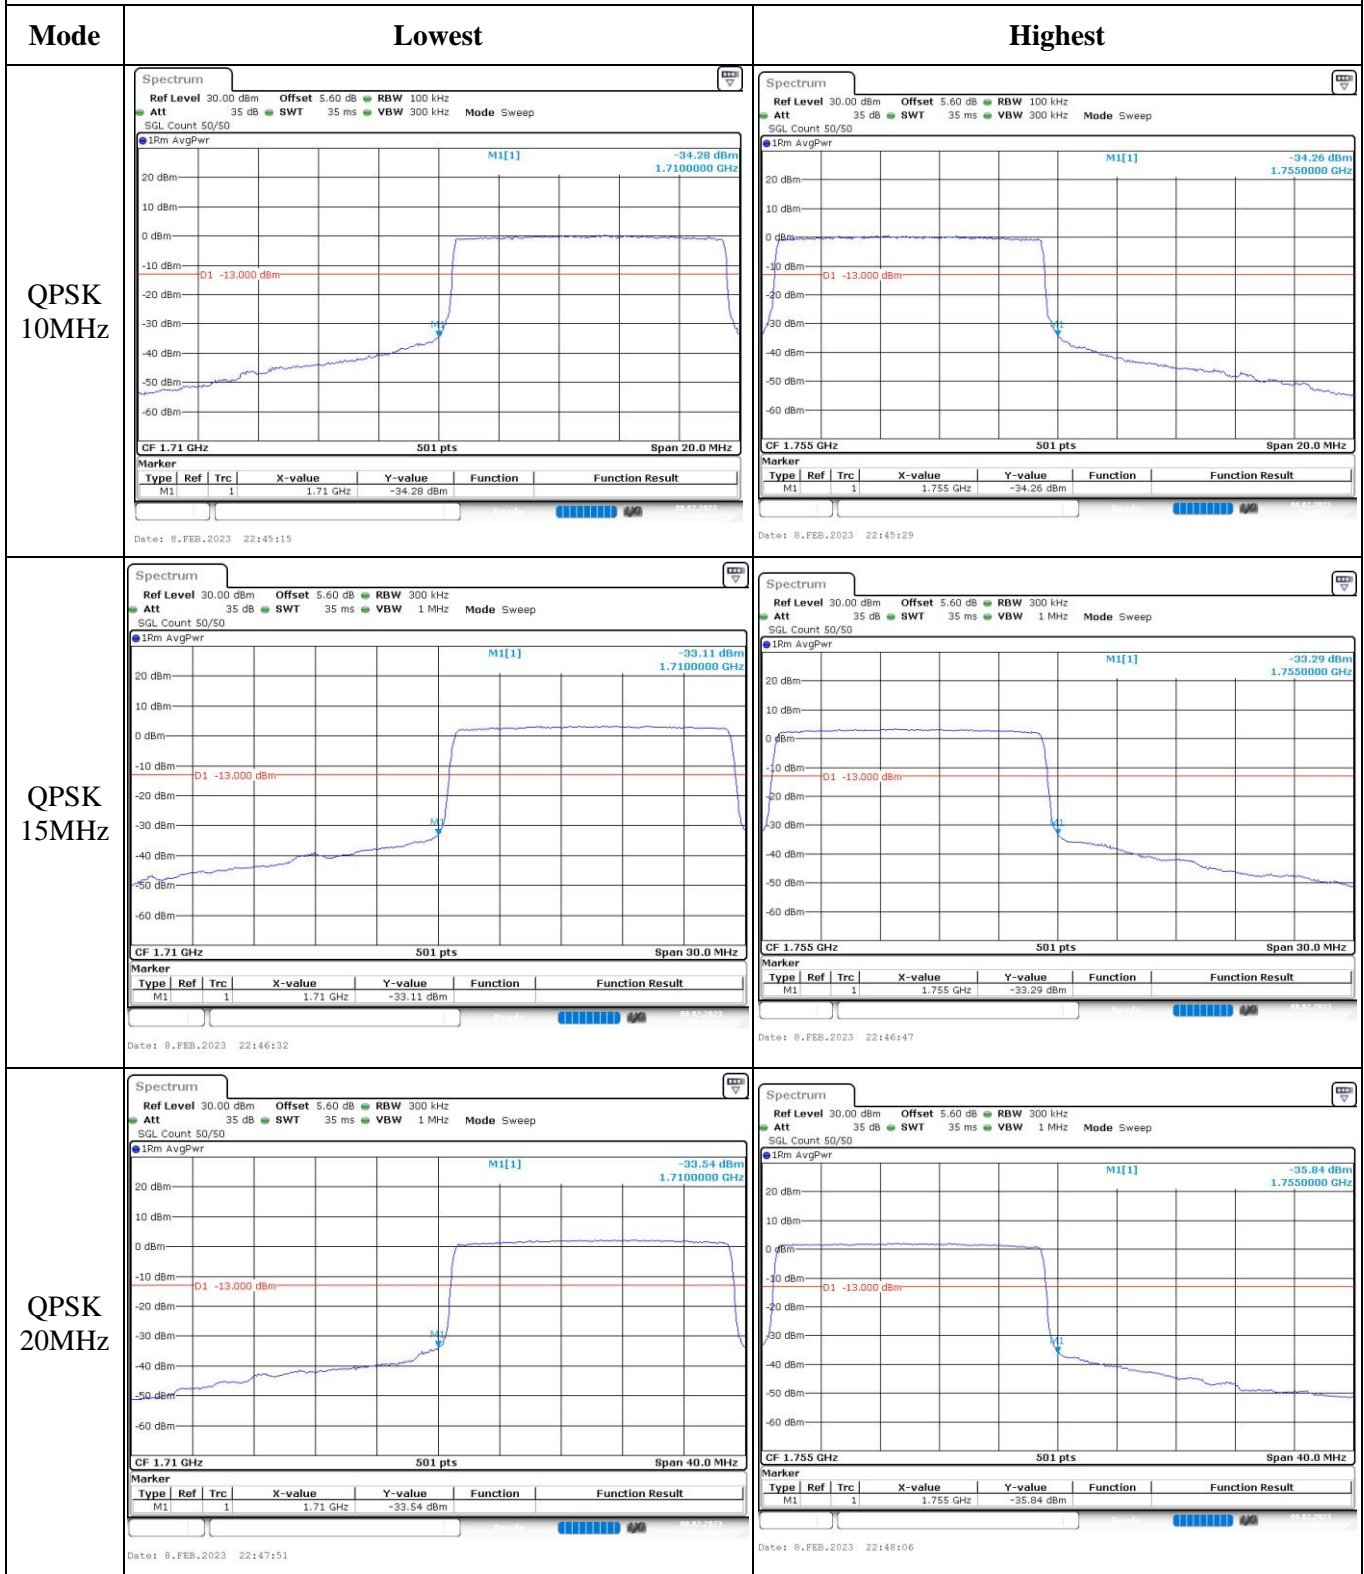 Mode Lowest Highest
QPSK
10MHz
Spectrum
Ref Level 30.00 dBm Offset 5.60 dB RBW 100 kHz
Att 35 dB SWT 35 ms VBW 300 kHz Mode Sweep
SGL Count 50/50
1Rm AvgPwr
M1[1] -34.28 dBm
1.7100000 GHz
20 dBm
10 dBm
0 dBm
-10 dBm
D1 -13.000 dBm
-20 dBm
-30 dBm
M1
-40 dBm
-50 dBm
-60 dBm
CF 1.71 GHz 501 pts Span 20.0 MHz
Marker
Type Ref Trc X-value Y-value Function Function Result
M1 1 1.71 GHz -34.28 dBm
Date: 8.FEB.2023 22:45:15
Spectrum
Ref Level 30.00 dBm Offset 5.60 dB RBW 100 kHz
Att 35 dB SWT 35 ms VBW 300 kHz Mode Sweep
SGL Count 50/50
1Rm AvgPwr
M1[1] -34.26 dBm
1.7550000 GHz
20 dBm
10 dBm
0 dBm
-10 dBm
D1 -13.000 dBm
-20 dBm
-30 dBm
M1
-40 dBm
-50 dBm
-60 dBm
CF 1.755 GHz 501 pts Span 20.0 MHz
Marker
Type Ref Trc X-value Y-value Function Function Result
M1 1 1.755 GHz -34.26 dBm
Date: 8.FEB.2023 22:45:29
QPSK
15MHz
Spectrum
Ref Level 30.00 dBm Offset 5.60 dB RBW 300 kHz
Att 35 dB SWT 35 ms VBW 1 MHz Mode Sweep
SGL Count 50/50
1Rm AvgPwr
M1[1] -33.11 dBm
1.7100000 GHz
20 dBm
10 dBm
0 dBm
-10 dBm
D1 -13.000 dBm
-20 dBm
-30 dBm
M1
-40 dBm
-50 dBm
-60 dBm
CF 1.71 GHz 501 pts Span 30.0 MHz
Marker
Type Ref Trc X-value Y-value Function Function Result
M1 1 1.71 GHz -33.11 dBm
Date: 8.FEB.2023 22:46:32
Spectrum
Ref Level 30.00 dBm Offset 5.60 dB RBW 300 kHz
Att 35 dB SWT 35 ms VBW 1 MHz Mode Sweep
SGL Count 50/50
1Rm AvgPwr
M1[1] -33.29 dBm
1.7550000 GHz
20 dBm
10 dBm
0 dBm
-10 dBm
D1 -13.000 dBm
-20 dBm
-30 dBm
M1
-40 dBm
-50 dBm
-60 dBm
CF 1.755 GHz 501 pts Span 30.0 MHz
Marker
Type Ref Trc X-value Y-value Function Function Result
M1 1 1.755 GHz -33.29 dBm
Date: 8.FEB.2023 22:46:47
QPSK
20MHz
Spectrum
Ref Level 30.00 dBm Offset 5.60 dB RBW 300 kHz
Att 35 dB SWT 35 ms VBW 1 MHz Mode Sweep
SGL Count 50/50
1Rm AvgPwr
M1[1] -33.54 dBm
1.7100000 GHz
20 dBm
10 dBm
0 dBm
-10 dBm
D1 -13.000 dBm
-20 dBm
-30 dBm
M1
-40 dBm
-50 dBm
-60 dBm
CF 1.71 GHz 501 pts Span 40.0 MHz
Marker
Type Ref Trc X-value Y-value Function Function Result
M1 1 1.71 GHz -33.54 dBm
Date: 8.FEB.2023 22:47:51
Spectrum
Ref Level 30.00 dBm Offset 5.60 dB RBW 300 kHz
Att 35 dB SWT 35 ms VBW 1 MHz Mode Sweep
SGL Count 50/50
1Rm AvgPwr
M1[1] -35.84 dBm
1.7550000 GHz
20 dBm
10 dBm
0 dBm
-10 dBm
D1 -13.000 dBm
-20 dBm
-30 dBm
M1
-40 dBm
-50 dBm
-60 dBm
CF 1.755 GHz 501 pts Span 40.0 MHz
Marker
Type Ref Trc X-value Y-value Function Function Result
M1 1 1.755 GHz -35.84 dBm
Date: 8.FEB.2023 22:48:06